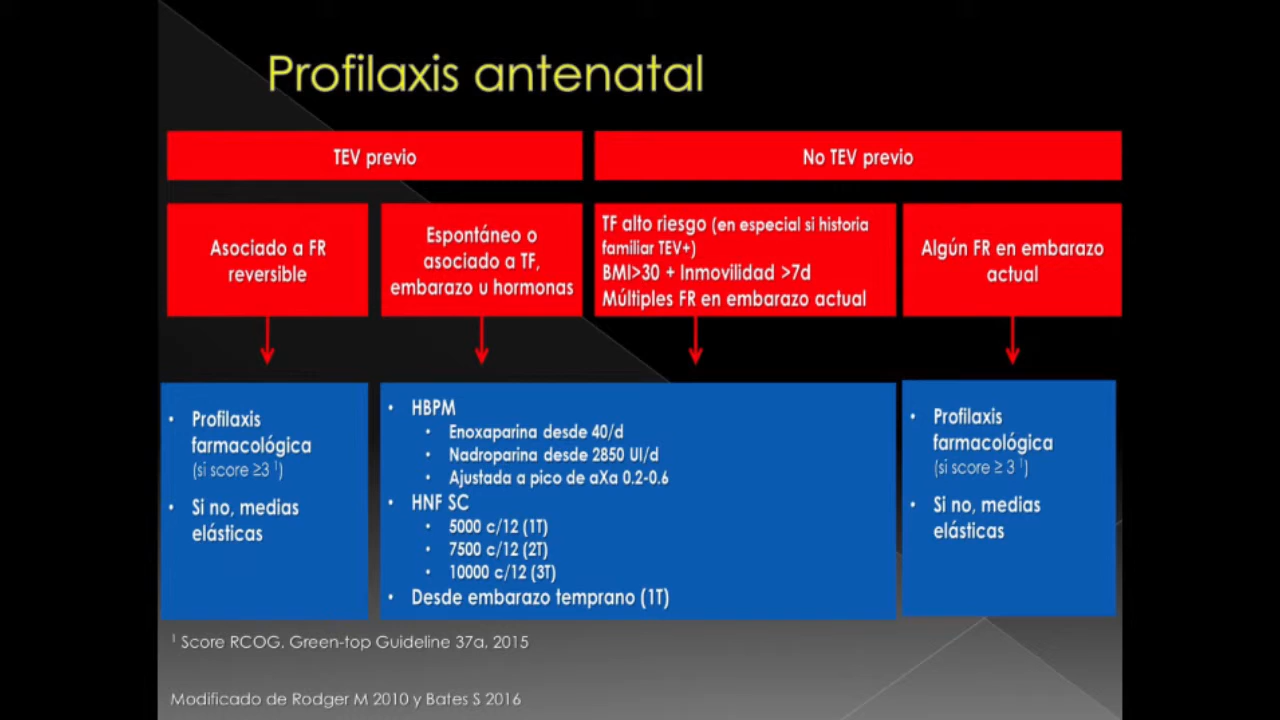 Profilaxis antenatal
TEV previo
No TEV previo
Asociado a FR
reversible
Espontáneo o
asociado a TF,
embarazo u hormonas
TF alto riesgo (en especial si historia
familiar TEV+)
BMI>30 + Inmovilidad >7d
Múltiples FR en embarazo actual
Algún FR en embarazo
actual
• Profilaxis
farmacológica
(si score ≥3 ¹)
• Si no, medias
elásticas
• HBPM
• Enoxaparina desde 40/d
• Nadroparina desde 2850 UI/d
• Ajustada a pico de aXa 0.2-0.6
• HNF SC
• 5000 c/12 (1T)
• 7500 c/12 (2T)
• 10000 c/12 (3T)
• Desde embarazo temprano (1T)
• Profilaxis
farmacológica
(si score ≥ 3 ¹)
• Si no, medias
elásticas
¹ Score RCOG. Green-top Guideline 37a, 2015
Modificado de Rodger M 2010 y Bates S 2016